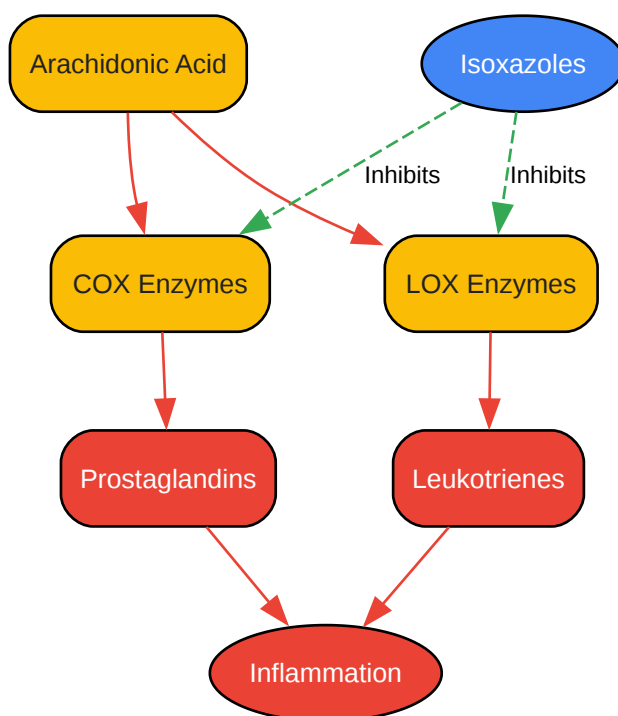 Arachidonic Acid
Isoxazoles
Inhibits
Inhibits
COX Enzymes
LOX Enzymes
Prostaglandins
Leukotrienes
Inflammation